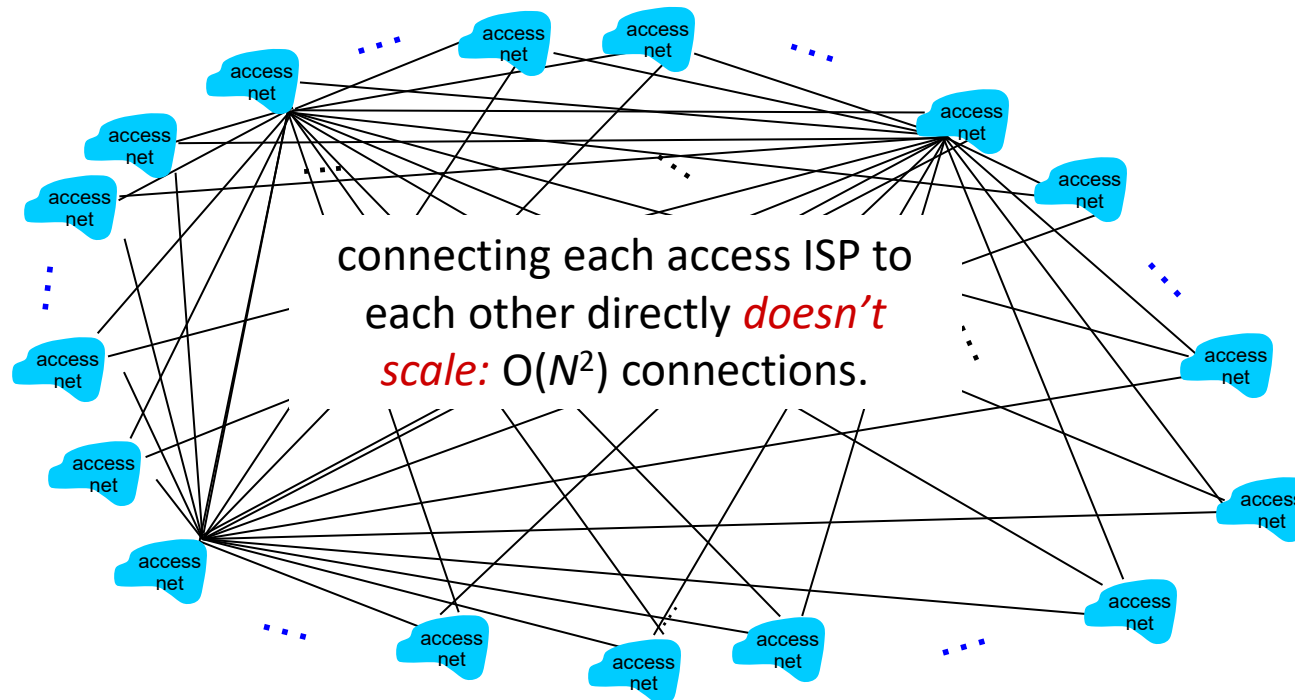 access
net
access
net
access
net
access
net
access
net
access
net
access
net
access
net
connecting each access ISP to
each other directly doesn’t
scale: O(N²) connections.
access
net
access
net
access
net
access
net
access
net
access
net
access
net
access
net